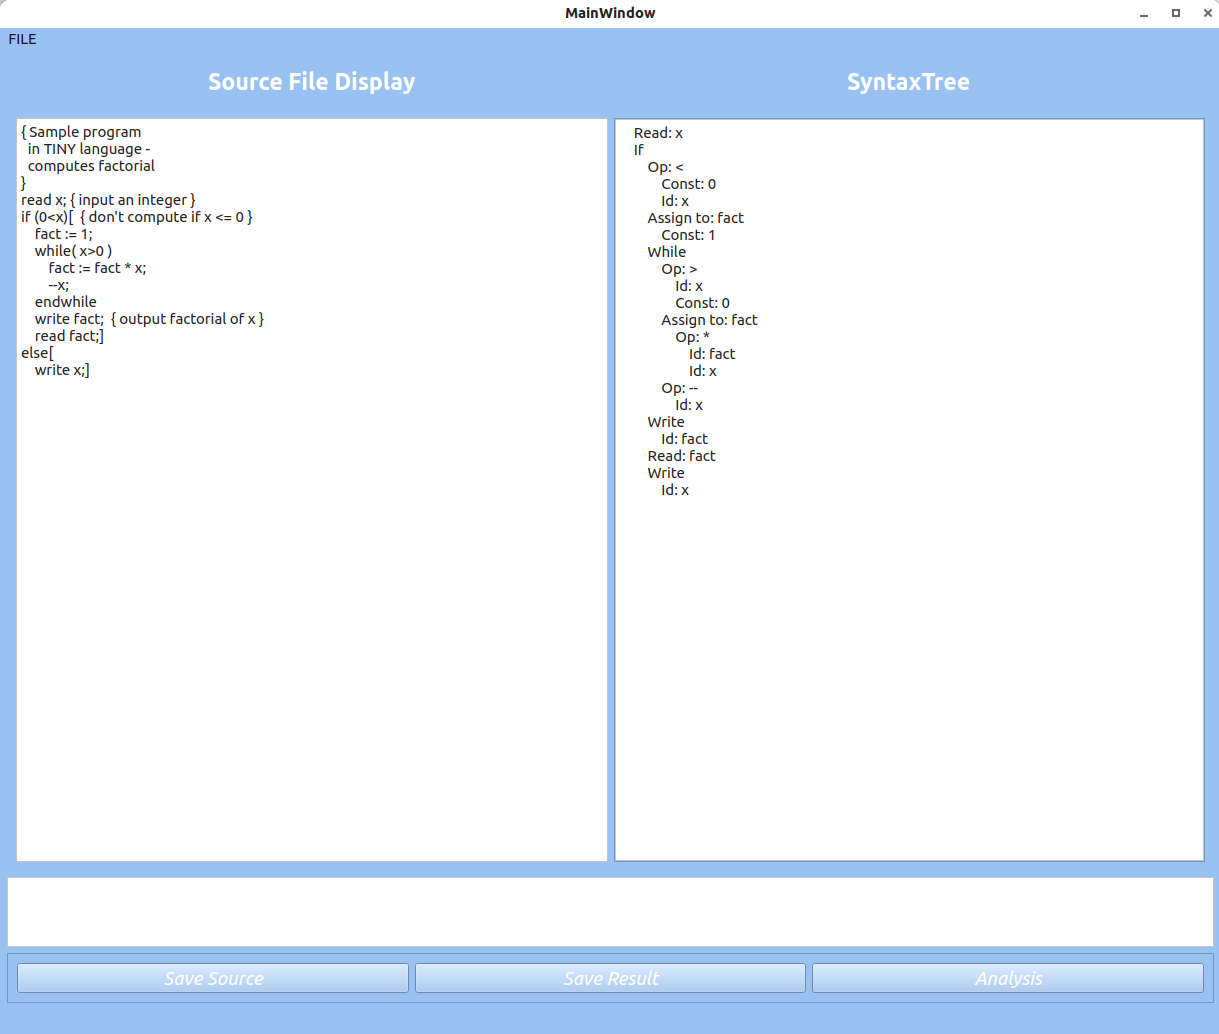 MainWindow
FILE
Source File Display
{ Sample program
in TINY language -
computes factorial
}
read x; { input an integer }
if (0<x)[ { don't compute if x <= 0 }
fact := 1;
while( x>0 )
fact := fact * x;
--x;
endwhile
write fact; { output factorial of x }
read fact;]
else[
write x;]
SyntaxTree
Read: x
If
Op: <
Const: 0
Id: x
Assign to: fact
Const: 1
While
Op: >
Id: x
Const: 0
Assign to: fact
Op: *
Id: fact
Id: x
Op: --
Id: x
Write
Id: fact
Read: fact
Write
Id: x
Save Source
Save Result
Analysis